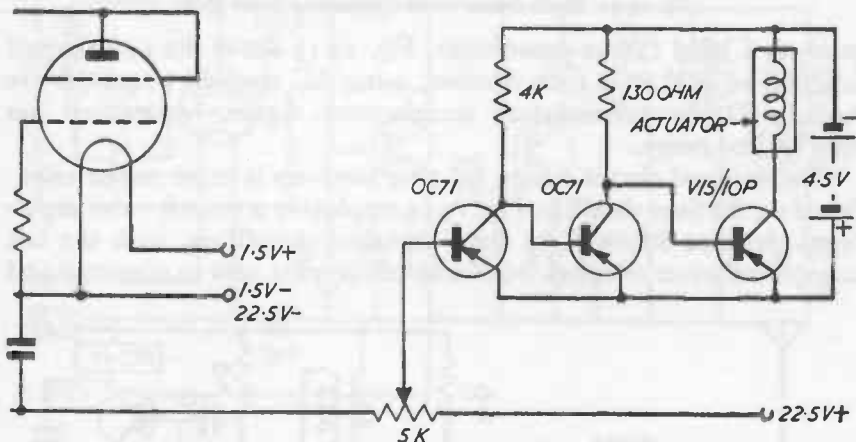 4K
130 OHM
ACTUATOR
4.5V
+
OC71
OC71
V15/10P
1.5V+
1.5V-
22.5V-
22.5V+
5K